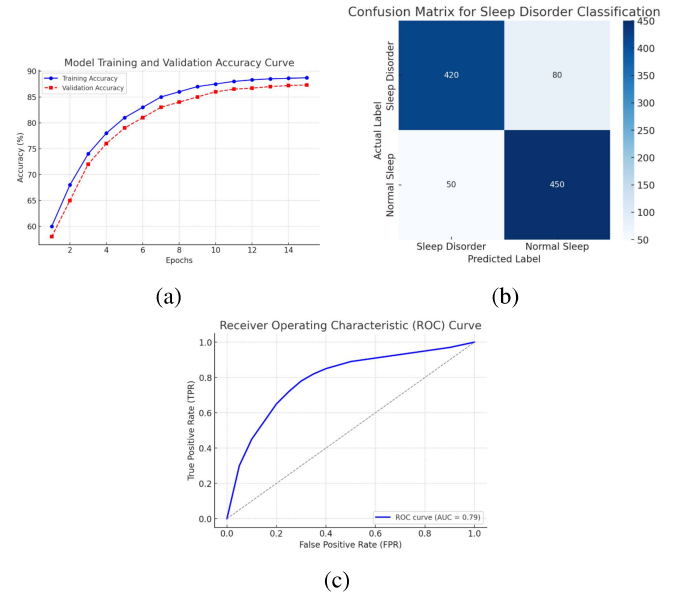 Model Training and Validation Accuracy Curve
Training Accuracy
Validation Accuracy
90
85
80
75
70
65
60
Accuracy (%)
2 4 6 8 10 12 14
Epochs
(a)
Confusion Matrix for Sleep Disorder Classification
Actual Label
Sleep Disorder
Normal Sleep
420 80
50 450
Sleep Disorder Normal Sleep
Predicted Label
450
400
350
300
250
200
150
100
50
(b)
Receiver Operating Characteristic (ROC) Curve
True Positive Rate (TPR)
1.0
0.8
0.6
0.4
0.2
0.0
ROC curve (AUC = 0.79)
0.0 0.2 0.4 0.6 0.8 1.0
False Positive Rate (FPR)
(c)